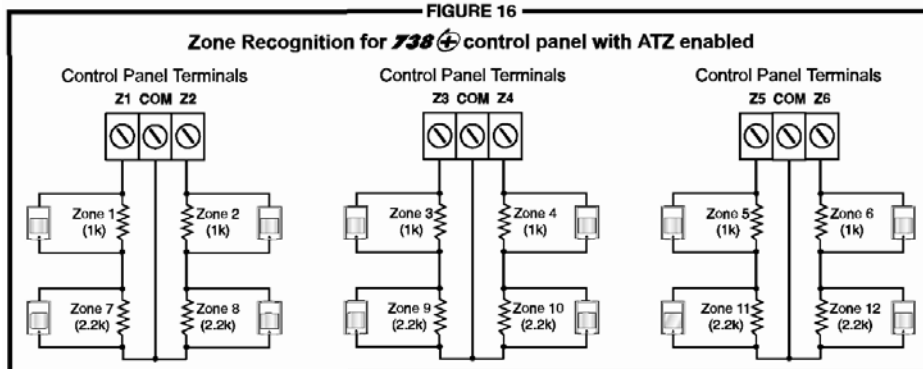 FIGURE 16
Zone Recognition for 738+ control panel with ATZ enabled
Control Panel Terminals
Z1 COM Z2
Zone 1
(1k)
Zone 2
(1k)
Zone 7
(2.2k)
Zone 8
(2.2k)
Control Panel Terminals
Z3 COM Z4
Zone 3
(1k)
Zone 4
(1k)
Zone 9
(2.2k)
Zone 10
(2.2k)
Control Panel Terminals
Z5 COM Z6
Zone 5
(1k)
Zone 6
(1k)
Zone 11
(2.2k)
Zone 12
(2.2k)